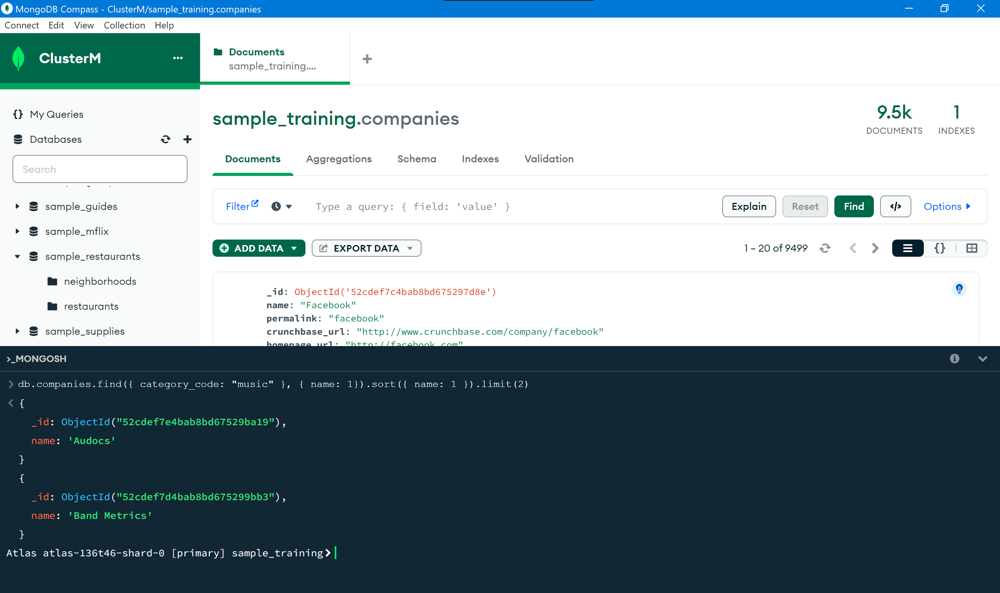 MongoDB Compass - ClusterM/sample_training.companies
Connect Edit View Collection Help
ClusterM
Documents
sample_training....
My Queries
Databases
Search
sample_guides
sample_mflix
sample_restaurants
neighborhoods
restaurants
sample_supplies
sample_training.companies
9.5k
DOCUMENTS
1
INDEXES
Documents Aggregations Schema Indexes Validation
Filter Type a query: { field: 'value' } Explain Reset Find </> Options
ADD DATA EXPORT DATA 1 – 20 of 9499 {}
_id: ObjectId('52cdef7c4bab8bd675297d8e')
name: "Facebook"
permalink: "facebook"
crunchbase_url: "http://www.crunchbase.com/company/facebook"
homepage_url: "http://facebook.com"
>_MONGOSH
> db.companies.find({ category_code: "music" }, { name: 1}).sort({ name: 1 }).limit(2)
< {
_id: ObjectId("52cdef7e4bab8bd67529ba19"),
name: 'Audocs'
}
{
_id: ObjectId("52cdef7d4bab8bd675299bb3"),
name: 'Band Metrics'
}
Atlas atlas-136t46-shard-0 [primary] sample_training>